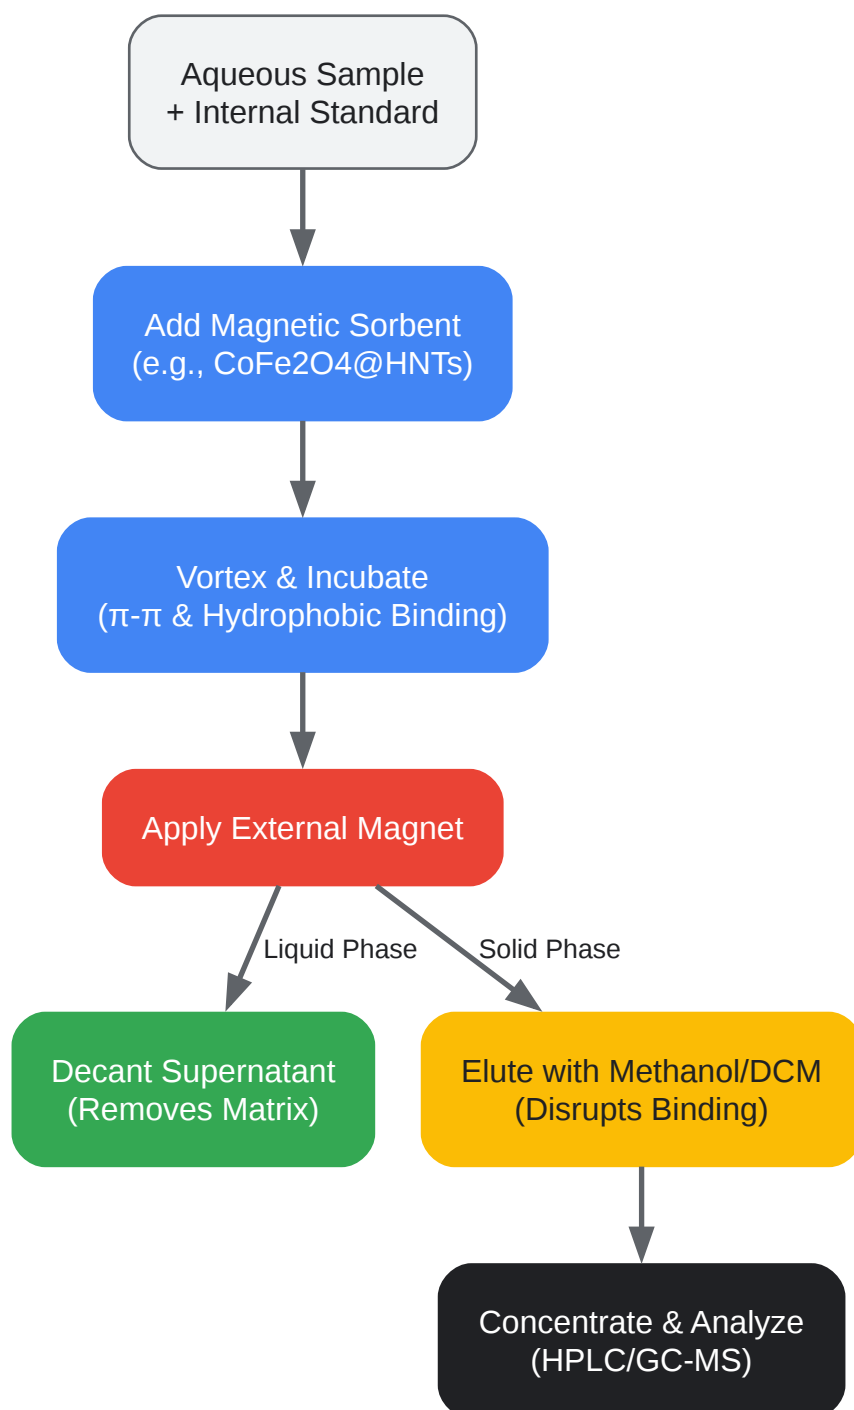 Aqueous Sample
+ Internal Standard
Add Magnetic Sorbent
(e.g., CoFe2O4@HNTs)
Vortex & Incubate
(π-π & Hydrophobic Binding)
Apply External Magnet
Liquid Phase
Solid Phase
Decant Supernatant
(Removes Matrix)
Elute with Methanol/DCM
(Disrupts Binding)
Concentrate & Analyze
(HPLC/GC-MS)